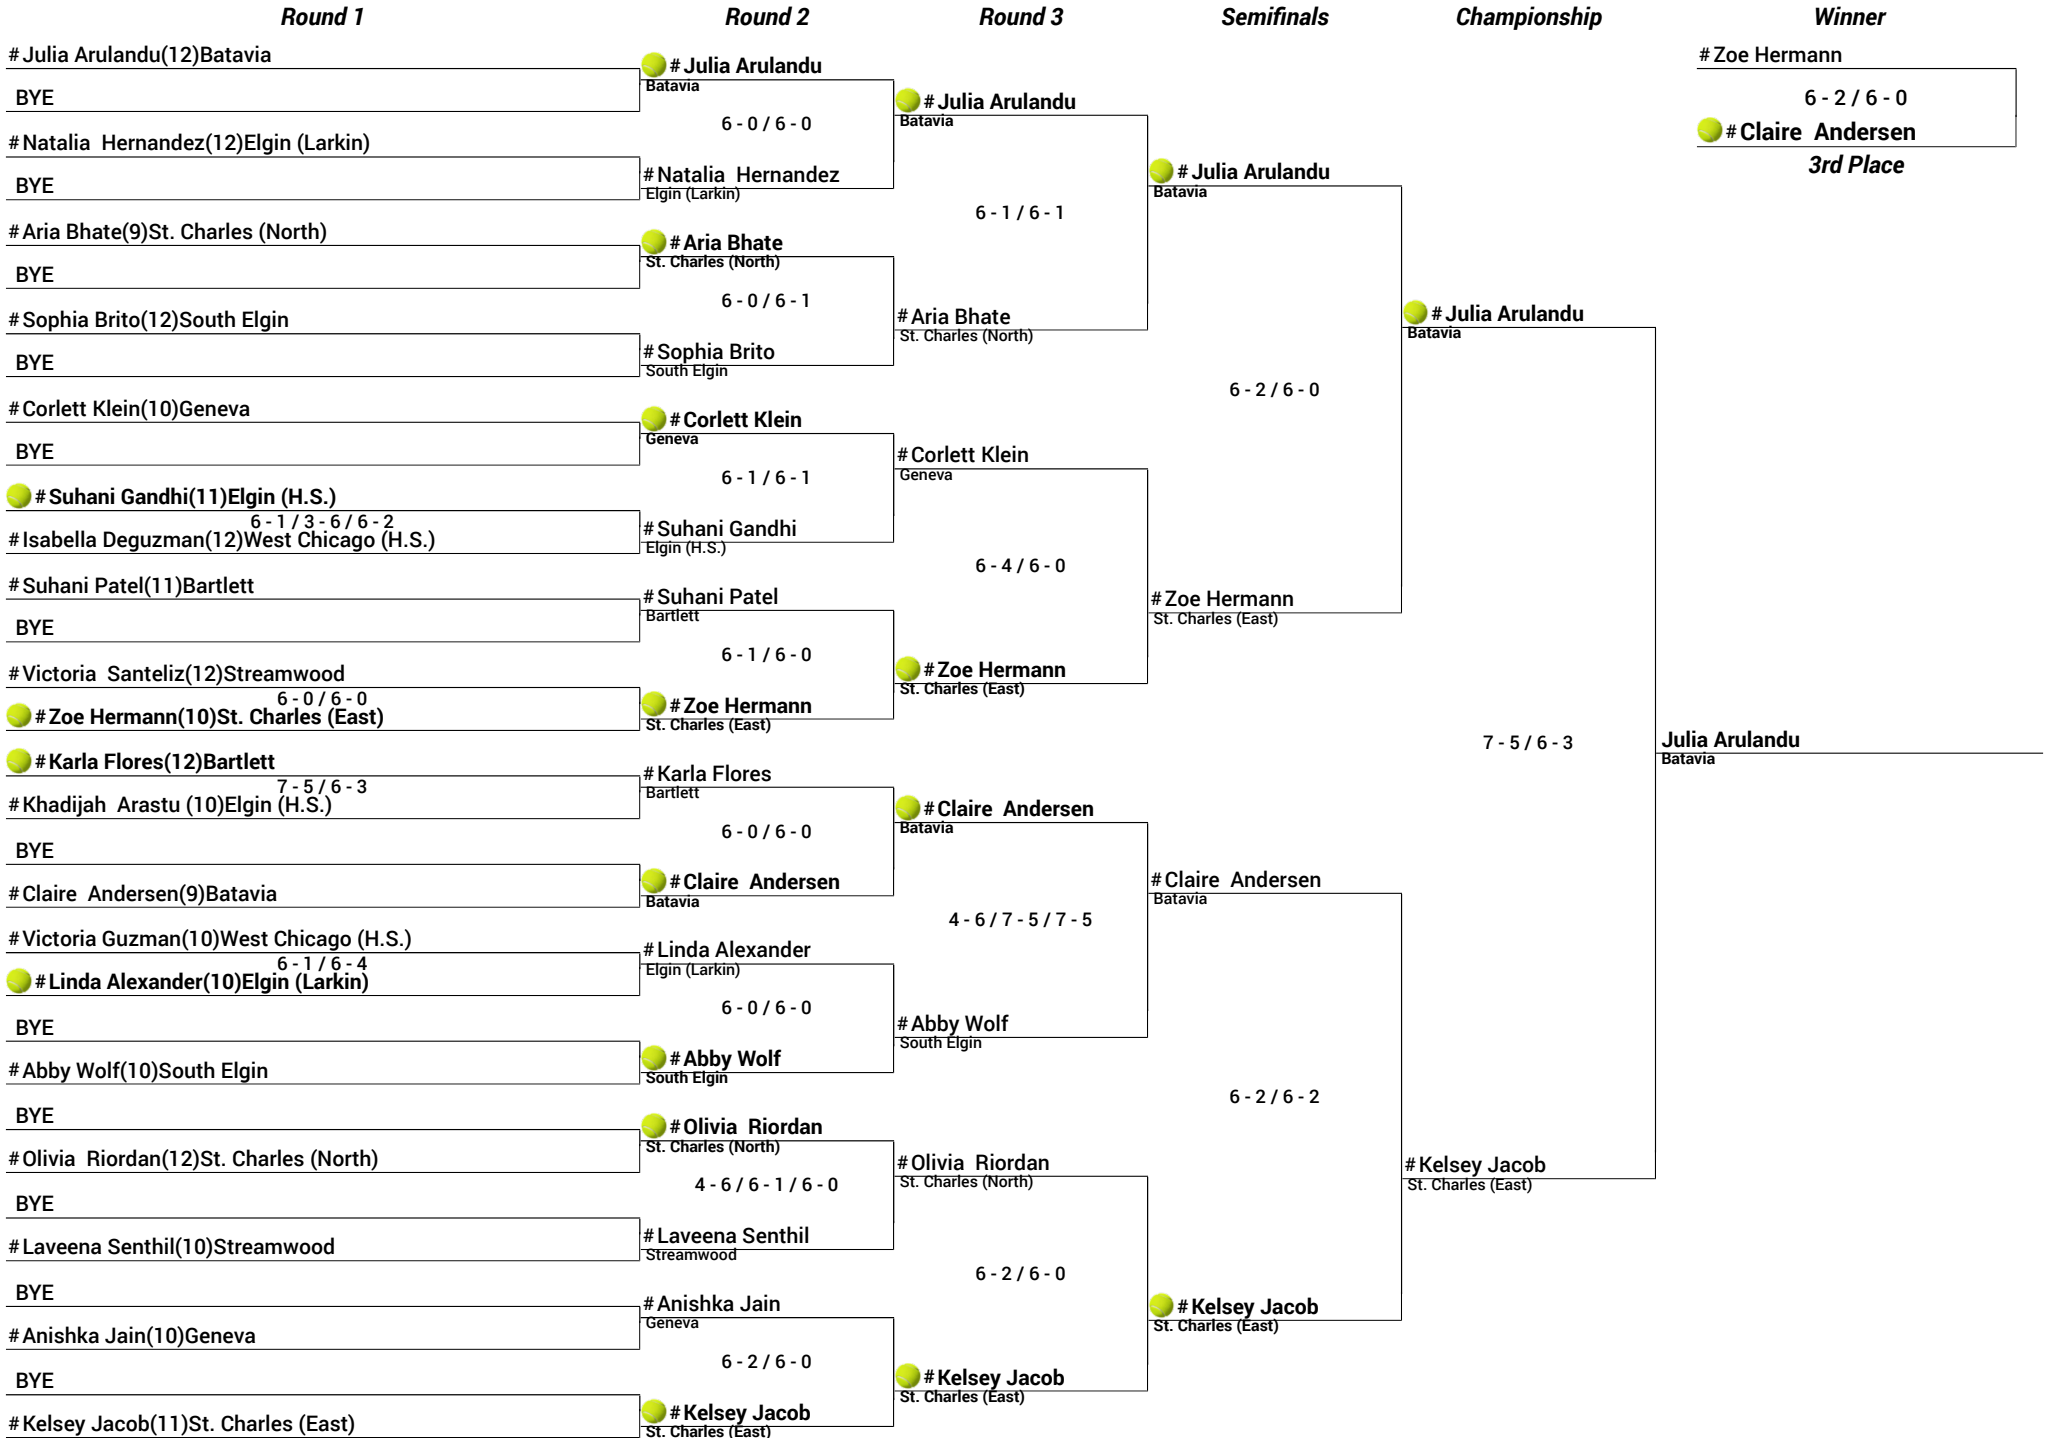 Round 1
Round 2
Round 3
Semifinals
Championship
Winner
#Julia Arulandu(12)Batavia
BYE
#Natalia  Hernandez(12)Elgin (Larkin)
BYE
#Aria Bhate(9)St. Charles (North)
BYE
#Sophia Brito(12)South Elgin
BYE
#Corlett Klein(10)Geneva
BYE
#Suhani Gandhi(11)Elgin (H.S.)
6 - 1 / 3 - 6 / 6 - 2
#Isabella Deguzman(12)West Chicago (H.S.)
#Suhani Patel(11)Bartlett
BYE
#Victoria  Santeliz(12)Streamwood
6 - 0 / 6 - 0
#Zoe Hermann(10)St. Charles (East)
#Karla Flores(12)Bartlett
7 - 5 / 6 - 3
#Khadijah  Arastu (10)Elgin (H.S.)
BYE
#Claire  Andersen(9)Batavia
#Victoria Guzman(10)West Chicago (H.S.)
6 - 1 / 6 - 4
#Linda Alexander(10)Elgin (Larkin)
BYE
#Abby Wolf(10)South Elgin
BYE
#Olivia  Riordan(12)St. Charles (North)
BYE
#Laveena Senthil(10)Streamwood
BYE
#Anishka Jain(10)Geneva
BYE
#Kelsey Jacob(11)St. Charles (East)
#Julia Arulandu
Batavia
6 - 0 / 6 - 0
#Natalia  Hernandez
Elgin (Larkin)
#Aria Bhate
St. Charles (North)
6 - 0 / 6 - 1
#Sophia Brito
South Elgin
#Corlett Klein
Geneva
6 - 1 / 6 - 1
#Suhani Gandhi
Elgin (H.S.)
#Suhani Patel
Bartlett
6 - 1 / 6 - 0
#Zoe Hermann
St. Charles (East)
#Karla Flores
Bartlett
6 - 0 / 6 - 0
#Claire  Andersen
Batavia
#Linda Alexander
Elgin (Larkin)
6 - 0 / 6 - 0
#Abby Wolf
South Elgin
#Olivia  Riordan
St. Charles (North)
4 - 6 / 6 - 1 / 6 - 0
#Laveena Senthil
Streamwood
#Anishka Jain
Geneva
6 - 2 / 6 - 0
#Kelsey Jacob
St. Charles (East)
#Julia Arulandu
Batavia
6 - 1 / 6 - 1
#Aria Bhate
St. Charles (North)
#Corlett Klein
Geneva
6 - 4 / 6 - 0
#Zoe Hermann
St. Charles (East)
#Claire  Andersen
Batavia
4 - 6 / 7 - 5 / 7 - 5
#Abby Wolf
South Elgin
#Olivia  Riordan
St. Charles (North)
6 - 2 / 6 - 0
#Kelsey Jacob
St. Charles (East)
#Julia Arulandu
Batavia
6 - 2 / 6 - 0
#Zoe Hermann
St. Charles (East)
#Claire  Andersen
Batavia
6 - 2 / 6 - 2
#Kelsey Jacob
St. Charles (East)
#Julia Arulandu
Batavia
7 - 5 / 6 - 3
#Kelsey Jacob
St. Charles (East)
#Zoe Hermann
6 - 2 / 6 - 0
#Claire  Andersen
3rd Place
Julia Arulandu
Batavia